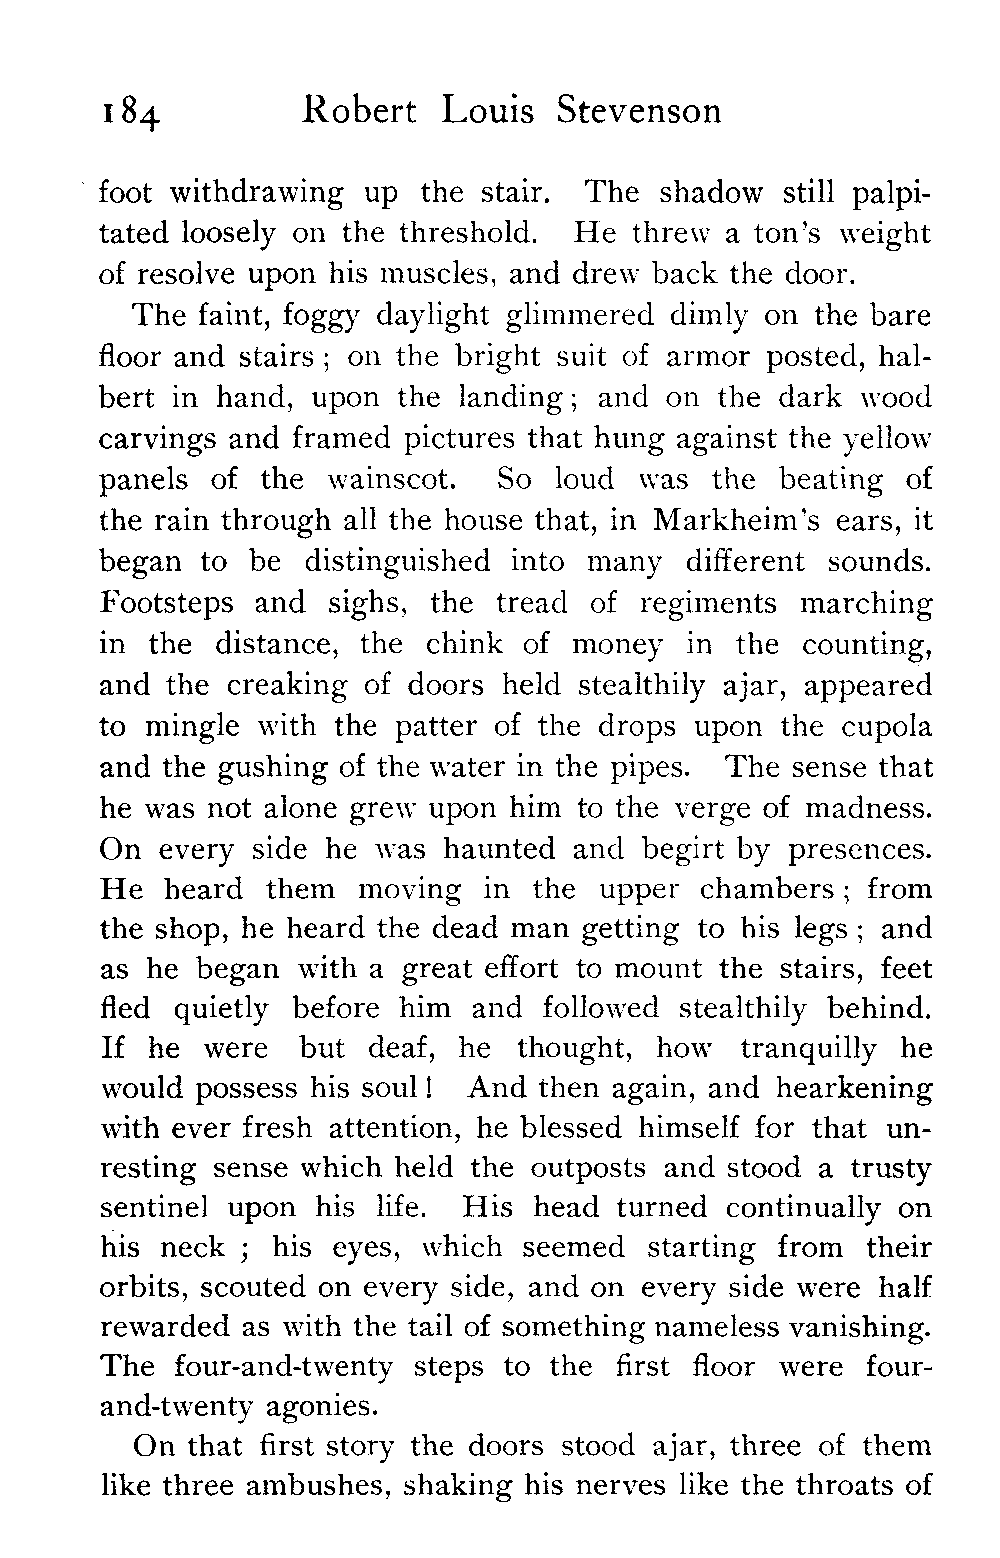 184 Robert Louis Stevenson
foot withdrawing up the stair. The shadow still palpi-
tated loosely on the threshold. He threw a ton's weight
of resolve upon his muscles, and drew back the door.
The faint, foggy daylight glimmered dimly on the bare
floor and stairs ; on the bright suit of armor posted, hal-
bert in hand, upon the landing ; and on the dark wood
carvings and framed pictures that hung against the yellow
panels of the wainscot. So loud was the beating of
the rain through all the house that, in Markheim's ears, it
began to be distinguished into many different sounds.
Footsteps and sighs, the tread of regiments marching
in the distance, the chink of money in the counting,
and the creaking of doors held stealthily ajar, appeared
to mingle with the patter of the drops upon the cupola
and the gushing of the water in the pipes. The sense that
he was not alone grew upon him to the verge of madness.
On every side he was haunted and begirt by presences.
He heard them moving in the upper chambers ; from
the shop, he heard the dead man getting to his legs ; and
as he began with a great effort to mount the stairs, feet
fled quietly before him and followed stealthily behind.
If he were but deaf, he thought, how tranquilly he
would possess his soul ! And then again, and hearkening
with ever fresh attention, he blessed himself for that un-
resting sense which held the outposts and stood a trusty
sentinel upon his life. His head turned continually on
his neck ; his eyes, which seemed starting from their
orbits, scouted on every side, and on every side were half
rewarded as with the tail of something nameless vanishing.
The four-and-twenty steps to the first floor were four-
and-twenty agonies.
On that first story the doors stood ajar, three of them
like three ambushes, shaking his nerves like the throats of